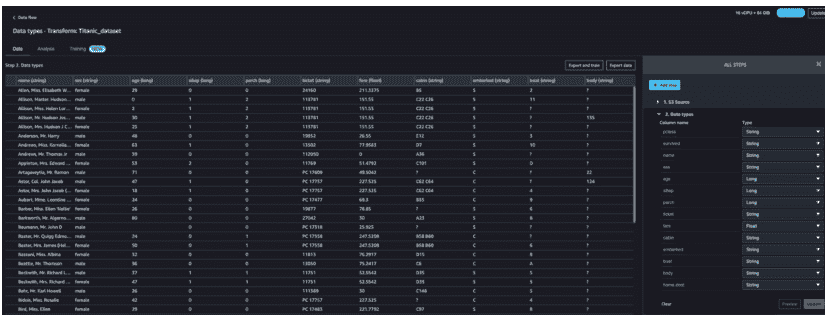 < Data flow
Data types · Transform: Titanic_dataset
Data Analysis Training
Step 2. Data types
Export and train Export data
name (string) sex (string) age (long) sibsp (long) parch (long) ticket (string) fare (float) cabin (string) embarked (string) boat (string) body (string)
Allen, Miss. Elisabeth W... female 29 0 0 24160 211.3375 B5 S 2 ?
Allison, Master. Hudson... male 0 1 2 113781 151.55 C22 C26 S 11 ?
Allison, Miss. Helen Lor... female 2 1 2 113781 151.55 C22 C26 S ? ?
Allison, Mr. Hudson Jos... male 30 1 2 113781 151.55 C22 C26 S ? 135
Allison, Mrs. Hudson J C... female 25 1 2 113781 151.55 C22 C26 S ? ?
Anderson, Mr. Harry male 48 0 0 19952 26.55 E12 S 3 ?
Andrews, Miss. Kornelia... female 63 1 0 13502 77.9583 D7 S 10 ?
Andrews, Mr. Thomas Jr male 39 0 0 112050 0 A36 S ? ?
Appleton, Mrs. Edward ... female 53 2 0 11769 51.4792 C101 S D ?
Artagaveytia, Mr. Ramon male 71 0 0 PC 17609 49.5042 ? C ? 22
Astor, Col. John Jacob male 47 1 0 PC 17757 227.525 C62 C64 C ? 124
Astor, Mrs. John Jacob (... female 18 1 0 PC 17757 227.525 C62 C64 C 4 ?
Aubart, Mme. Leontine ... female 24 0 0 PC 17477 69.3 B35 C 9 ?
Barber, Miss. Ellen 'Nellie' female 26 0 0 19877 78.85 ? S 6 ?
Barkworth, Mr. Algerno... male 80 0 0 27042 30 A23 S B ?
Baumann, Mr. John D male 0 0 PC 17318 25.925 ? S ? ?
Baxter, Mr. Quigg Edmo... male 24 0 1 PC 17558 247.5208 B58 B60 C ? ?
Baxter, Mrs. James (Hel... female 50 0 1 PC 17558 247.5208 B58 B60 C 6 ?
Bazzani, Miss. Albina female 32 0 0 11813 76.2917 D15 C 8 ?
Beattie, Mr. Thomson male 36 0 0 13050 75.2417 C6 C A ?
Beckwith, Mr. Richard L... male 37 1 1 11751 52.5542 D35 S 5 ?
Beckwith, Mrs. Richard ... female 47 1 1 11751 52.5542 D35 S 5 ?
Behr, Mr. Karl Howell male 26 0 0 111369 30 C148 C 5 ?
Bidois, Miss. Rosalie female 42 0 0 PC 17757 227.525 ? C 4 ?
Bird, Miss. Ellen female 29 0 0 PC 17483 221.7792 C97 S 8 ?
ALL STEPS X
+ Add step
1. S3 Source
2. Data types
Column name Type
pclass String
survived String
name String
sex String
age Long
sibsp Long
parch Long
ticket String
fare Float
cabin String
embarked String
boat String
body String
home.dest String
Clear Preview Update